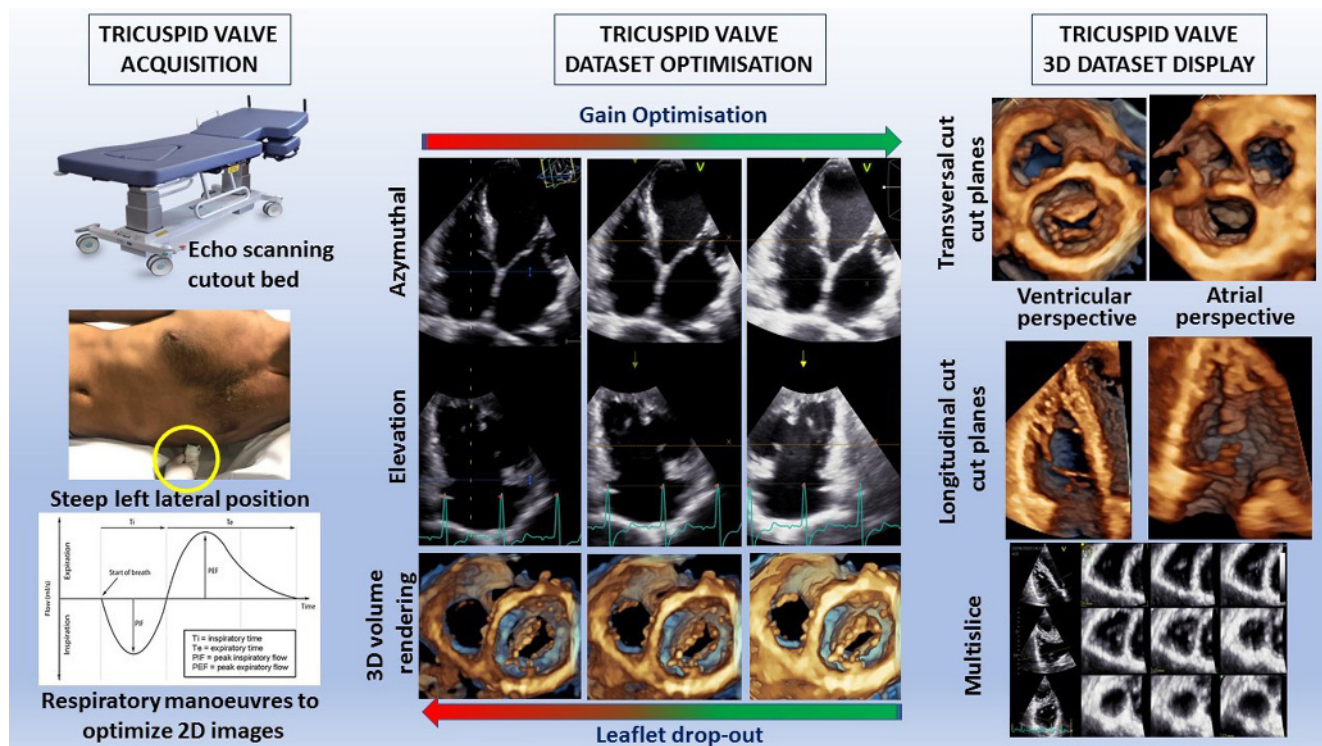 TRICUSPID VALVE
ACQUISITION
Echo scanning
cutout bed
Steep left lateral position
Ti
Te
Expiration
Inspiration
Flow (ml/s)
Start of breath
PEF
PIF
Time
Ti = inspiratory time
Te = expiratory time
PIF = peak inspiratory flow
PEF = peak expiratory flow
Respiratory manoeuvres to
optimize 2D images
TRICUSPID VALVE
DATASET OPTIMISATION
Gain Optimisation
Azymuthal
V
V
Elevation
3D volume
rendering
Leaflet drop-out
TRICUSPID VALVE
3D DATASET DISPLAY
Transversal cut
cut planes
Ventricular
perspective
Atrial
perspective
Longitudinal cut
cut planes
Multislice
V